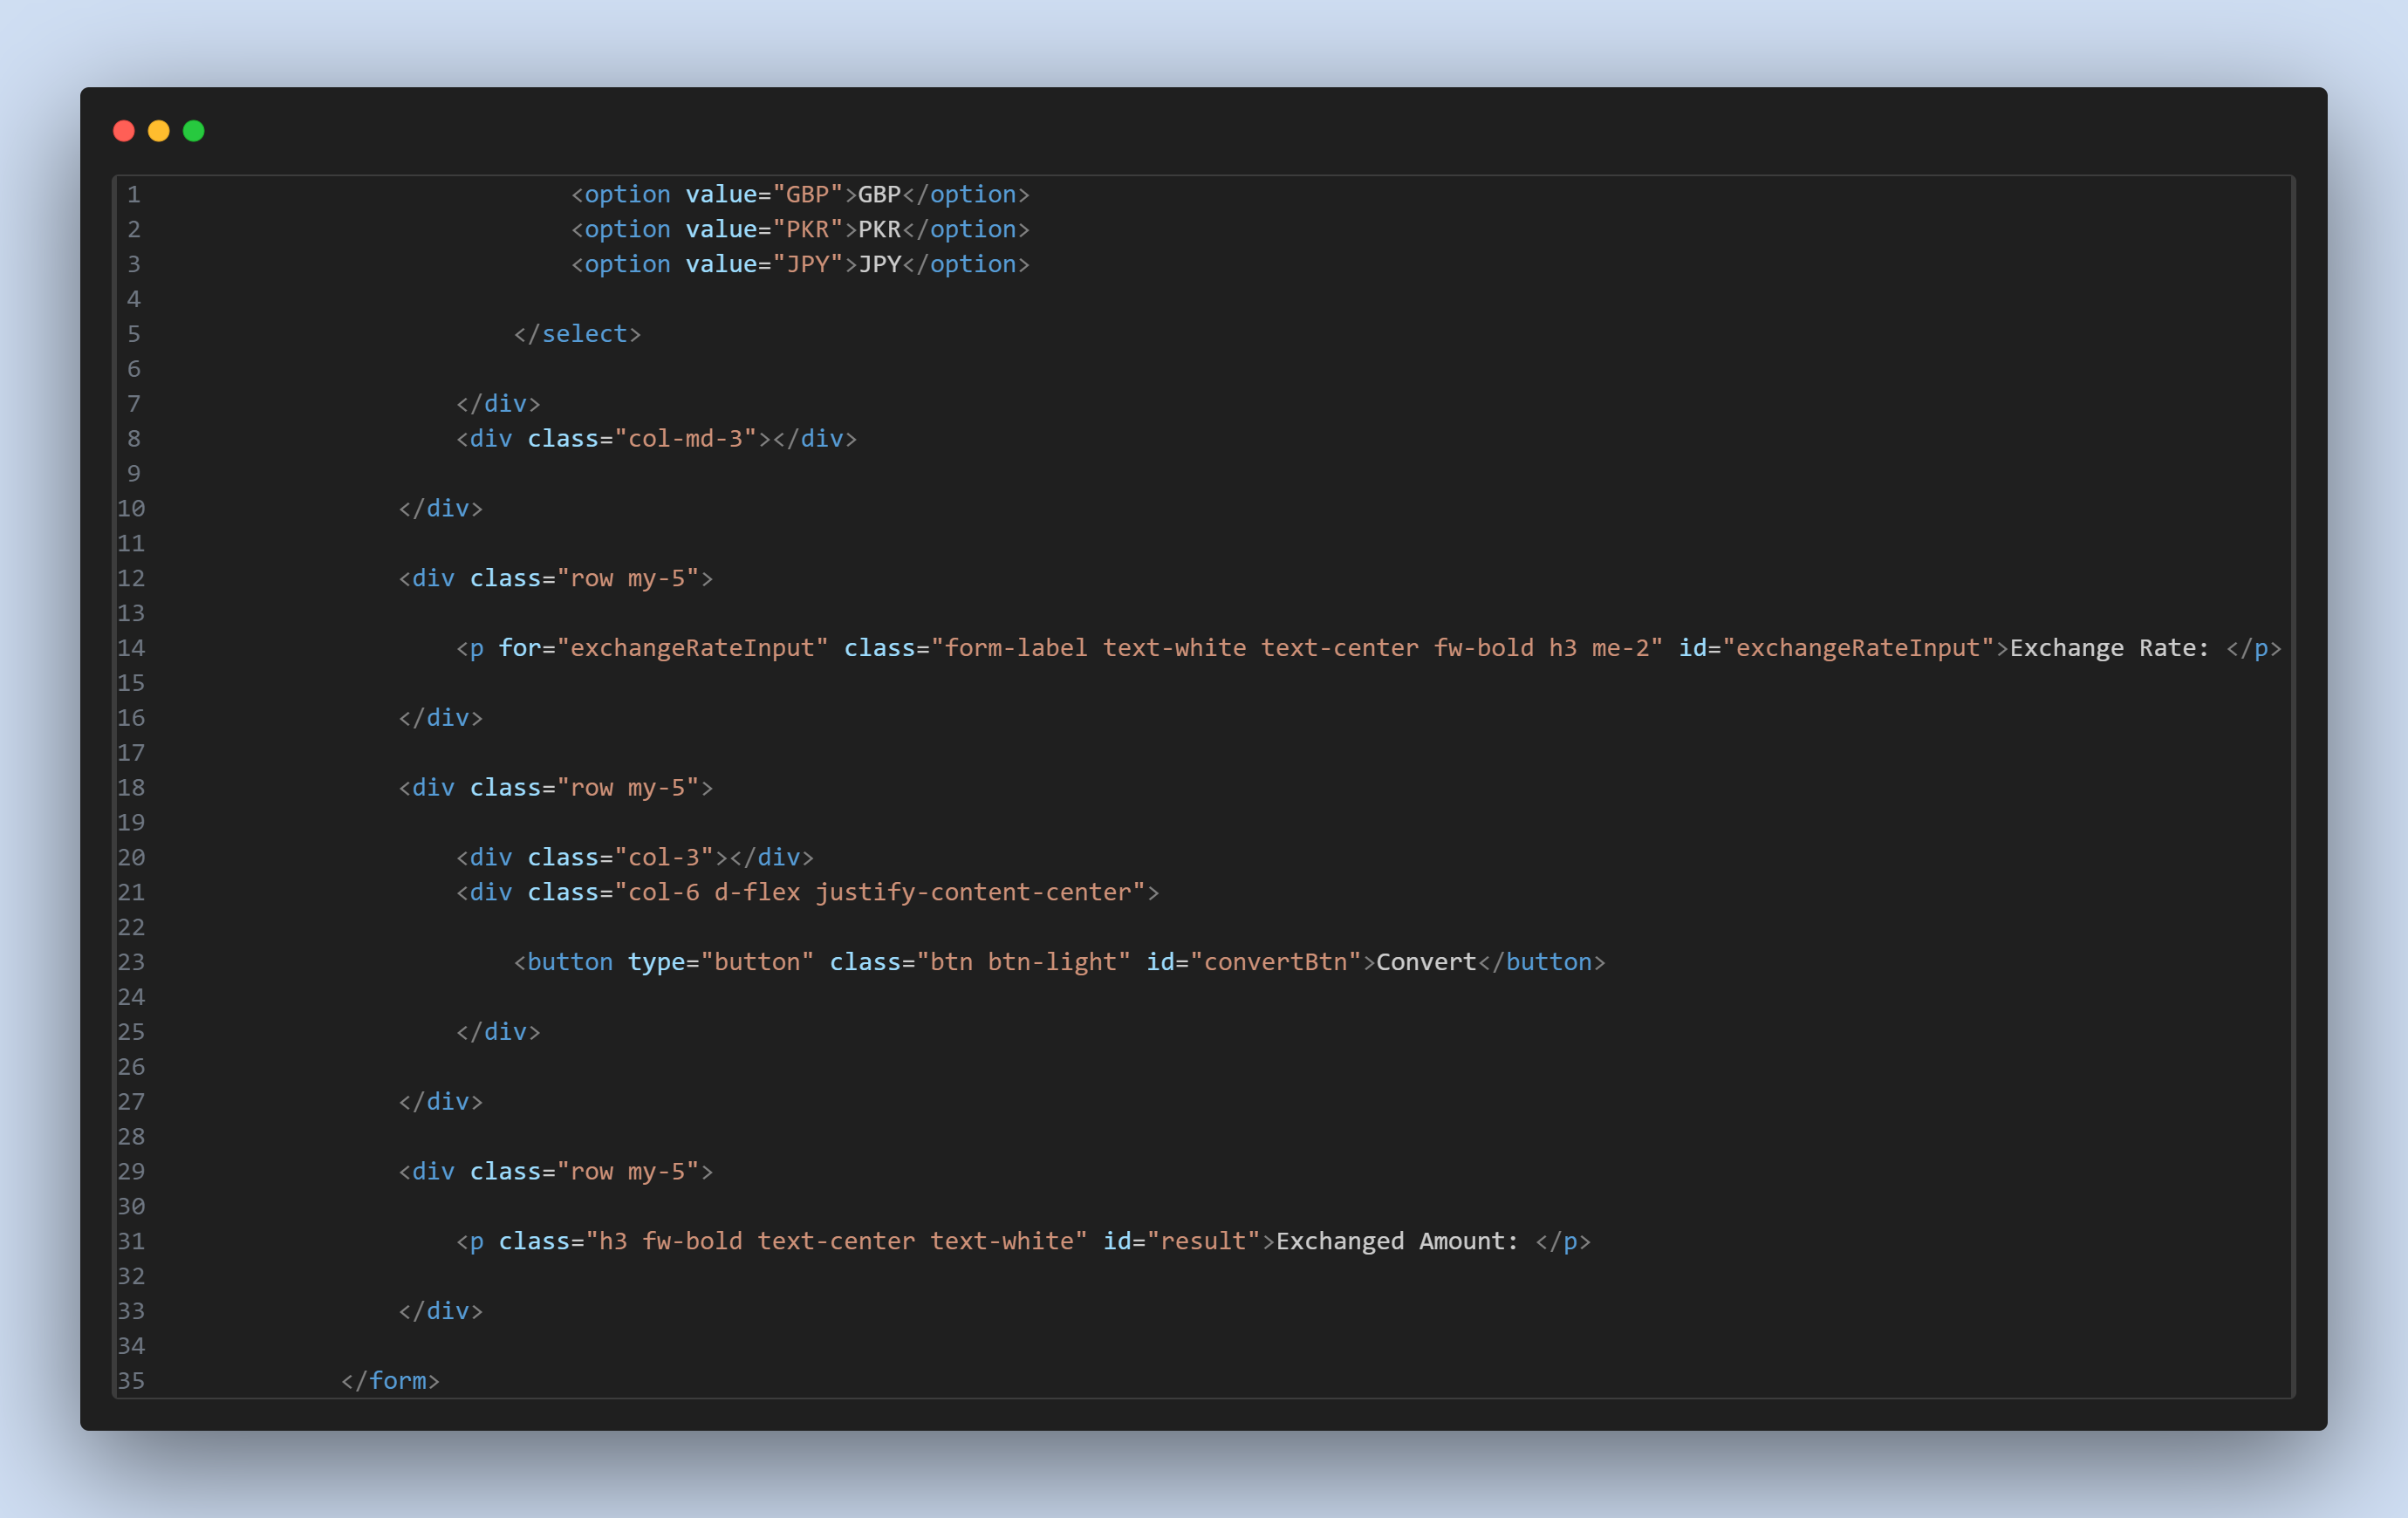 1                              <option value="GBP">GBP</option>
2                              <option value="PKR">PKR</option>
3                              <option value="JPY">JPY</option>
4
5                          </select>
6
7                      </div>
8                      <div class="col-md-3"></div>
9
10                 </div>
11
12                 <div class="row my-5">
13
14                     <p for="exchangeRateInput" class="form-label text-white text-center fw-bold h3 me-2" id="exchangeRateInput">Exchange Rate: </p>
15
16                 </div>
17
18                 <div class="row my-5">
19
20                     <div class="col-3"></div>
21                     <div class="col-6 d-flex justify-content-center">
22
23                         <button type="button" class="btn btn-light" id="convertBtn">Convert</button>
24
25                     </div>
26
27                 </div>
28
29                 <div class="row my-5">
30
31                     <p class="h3 fw-bold text-center text-white" id="result">Exchanged Amount: </p>
32
33                 </div>
34
35             </form>